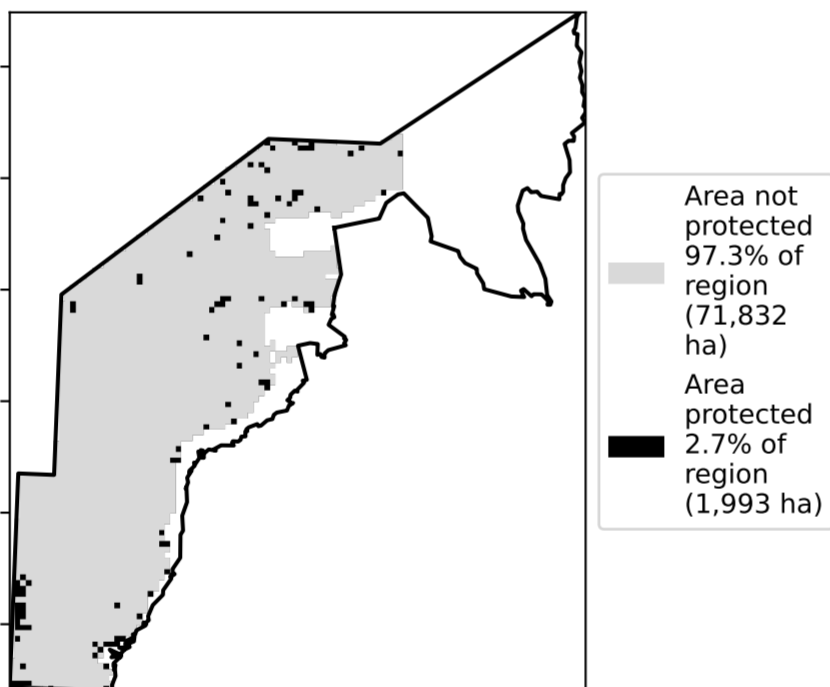 Area not
protected
97.3% of
region
(71,832
ha)
Area
protected
2.7% of
region
(1,993 ha)